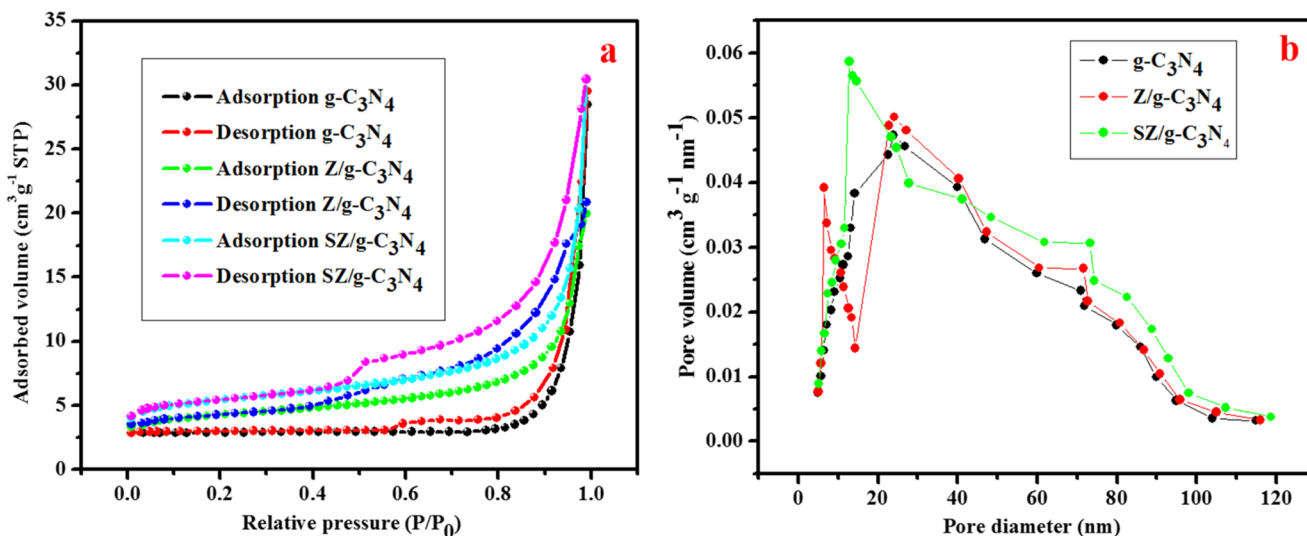 a
Adsorption g-C₃N₄
Desorption g-C₃N₄
Adsorption Z/g-C₃N₄
Desorption Z/g-C₃N₄
Adsorption SZ/g-C₃N₄
Desorption SZ/g-C₃N₄
Adsorbed volume (cm³g⁻¹ STP)
35
30
25
20
15
10
5
0
0.0 0.2 0.4 0.6 0.8 1.0
Relative pressure (P/P₀)
b
g-C₃N₄
Z/g-C₃N₄
SZ/g-C₃N₄
Pore volume (cm³ g⁻¹ nm⁻¹)
0.06
0.05
0.04
0.03
0.02
0.01
0.00
0 20 40 60 80 100 120
Pore diameter (nm)